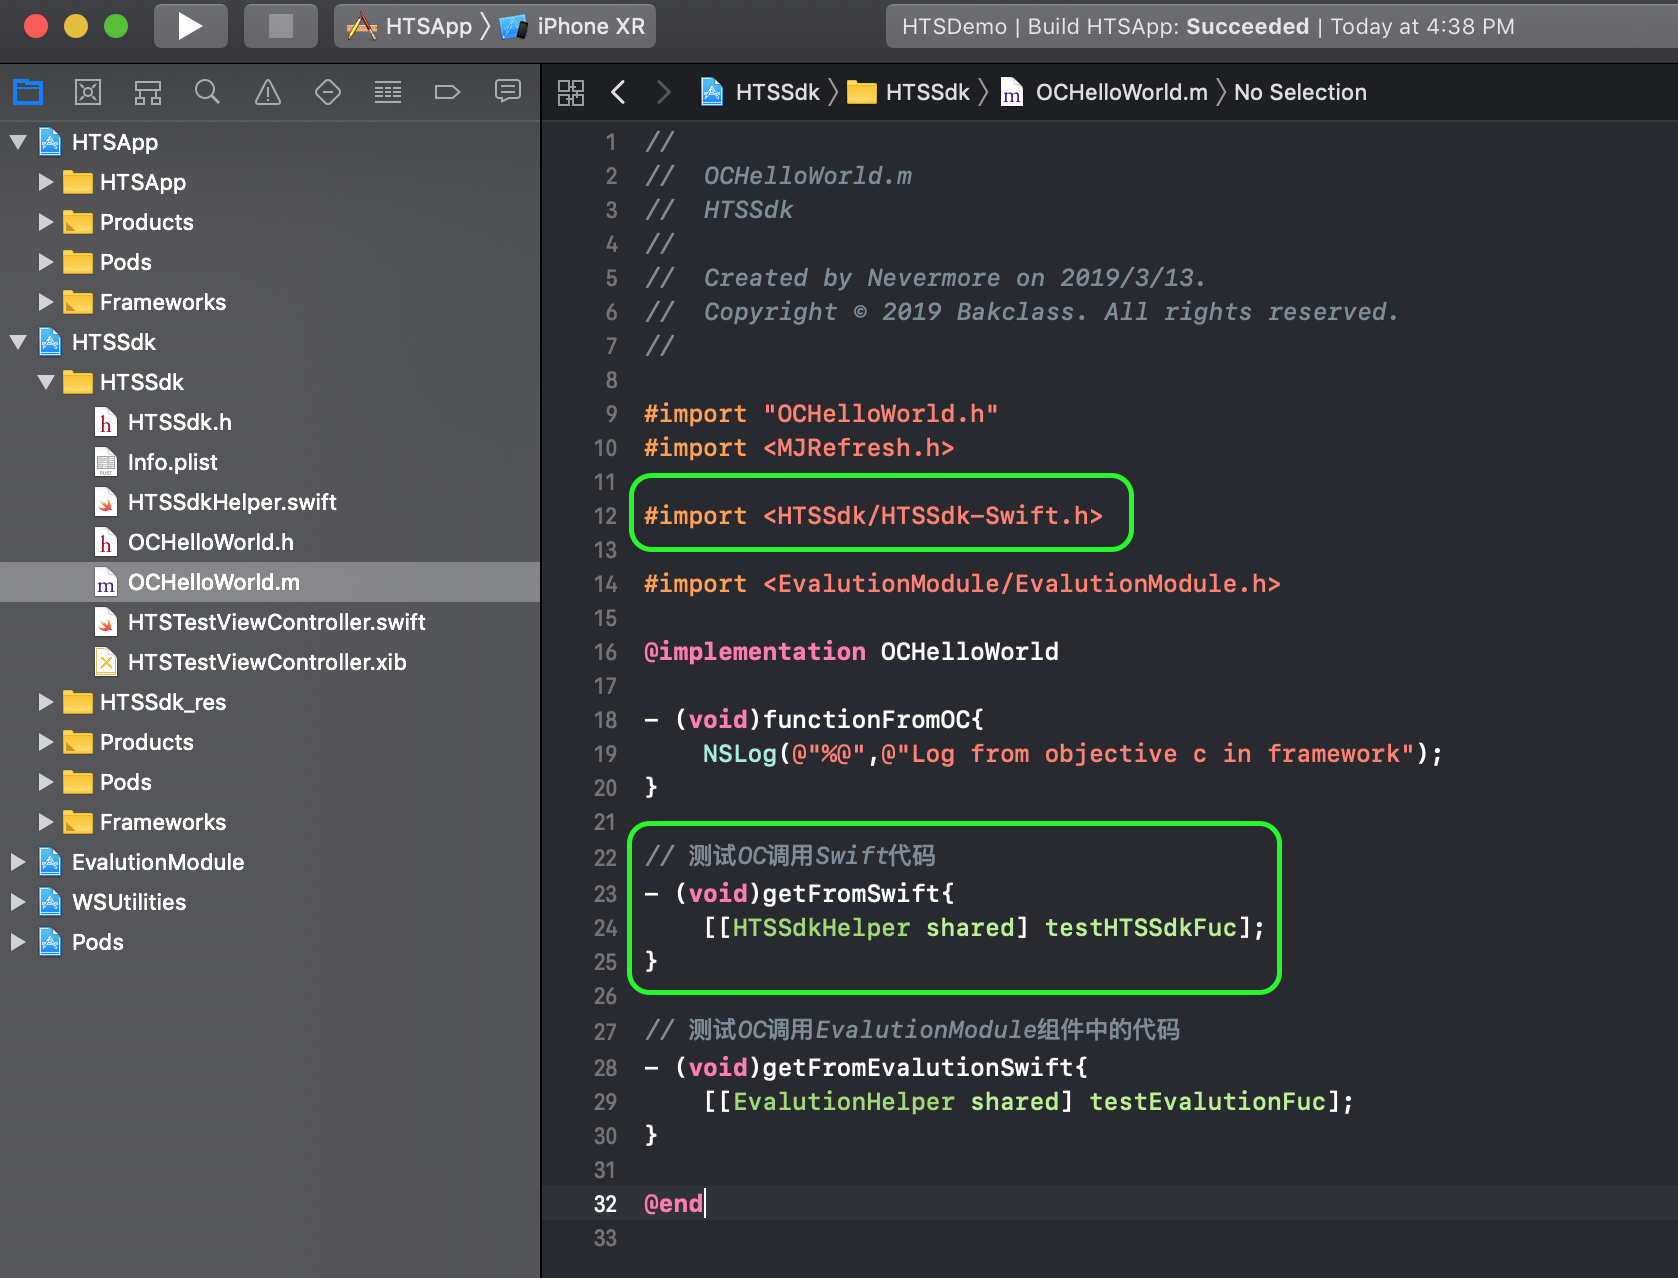 HTSApp 〉 iPhone XR
HTSDemo | Build HTSApp: Succeeded | Today at 4:38 PM
HTSSdk 〉 HTSSdk 〉 m OCHelloWorld.m 〉 No Selection
HTSApp
HTSApp
Products
Pods
Frameworks
HTSSdk
HTSSdk
h HTSSdk.h
Info.plist
HTSSdkHelper.swift
h OCHelloWorld.h
m OCHelloWorld.m
HTSTestViewController.swift
HTSTestViewController.xib
HTSSdk_res
Products
Pods
Frameworks
EvalutionModule
WSUtilities
Pods
1 //
2 //  OCHelloWorld.m
3 //  HTSSdk
4 //
5 //  Created by Nevermore on 2019/3/13.
6 //  Copyright © 2019 Bakclass. All rights reserved.
7 //
8
9 #import "OCHelloWorld.h"
10 #import <MJRefresh.h>
11
12 #import <HTSSdk/HTSSdk-Swift.h>
13
14 #import <EvalutionModule/EvalutionModule.h>
15
16 @implementation OCHelloWorld
17
18 - (void)functionFromOC{
19     NSLog(@"%@",@"Log from objective c in framework");
20 }
21
22 // 测试OC调用Swift代码
23 - (void)getFromSwift{
24     [[HTSSdkHelper shared] testHTSSdkFuc];
25 }
26
27 // 测试OC调用EvalutionModule组件中的代码
28 - (void)getFromEvalutionSwift{
29     [[EvalutionHelper shared] testEvalutionFuc];
30 }
31
32 @end
33